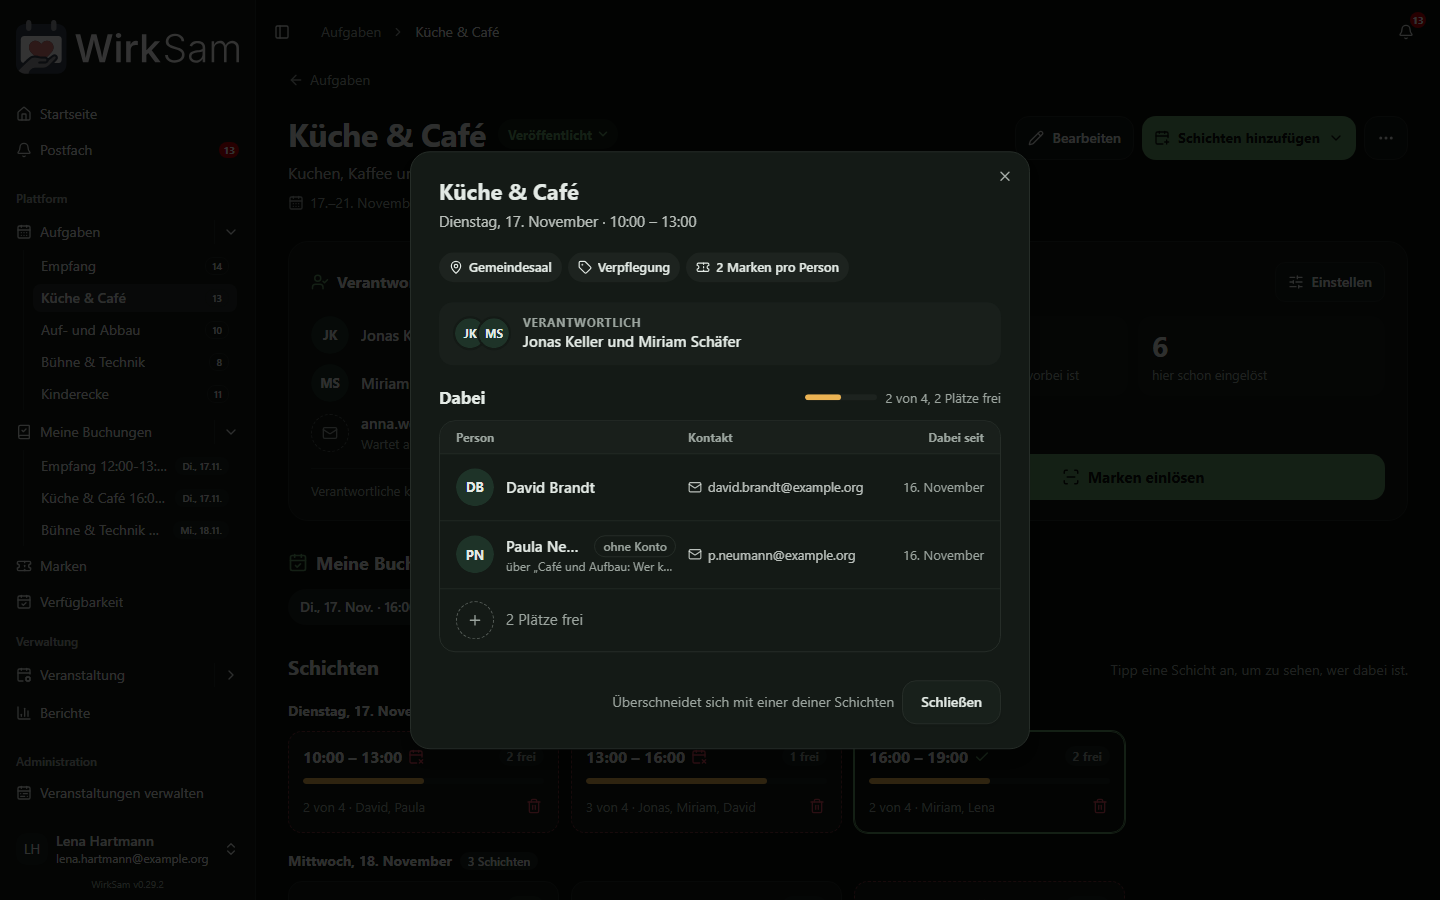 WirkSam
Startseite
Postfach 13
Plattform
Aufgaben
Empfang 14
Küche & Café 13
Auf- und Abbau 10
Bühne & Technik 8
Kinderecke 11
Meine Buchungen
Empfang 12:00-13:... Di., 17.11.
Küche & Café 16:0... Di., 17.11.
Bühne & Technik ... Mi., 18.11.
Marken
Verfügbarkeit
Verwaltung
Veranstaltung
Berichte
Administration
Veranstaltungen verwalten
LH
Lena Hartmann
lena.hartmann@example.org
WirkSam v0.29.2
Aufgaben > Küche & Café
13
Aufgaben
Küche & Café Veröffentlicht
Bearbeiten
Schichten hinzufügen
Kuchen, Kaffee
17.–21. Novemb
Verantwo
Einstellen
JK Jonas K
MS Miriam
anna.w
Wartet a
Verantwortliche k
vorbei ist
6
hier schon eingelöst
Marken einlösen
Meine Buch
Di., 17. Nov. · 16:0
Schichten
Tipp eine Schicht an, um zu sehen, wer dabei ist.
Dienstag, 17. Nove
10:00 – 13:00 2 frei
2 von 4 · David, Paula
13:00 – 16:00 1 frei
3 von 4 · Jonas, Miriam, David
16:00 – 19:00 2 frei
2 von 4 · Miriam, Lena
Mittwoch, 18. November 3 Schichten
Küche & Café
Dienstag, 17. November · 10:00 – 13:00
Gemeindesaal
Verpflegung
2 Marken pro Person
JK MS
VERANTWORTLICH
Jonas Keller und Miriam Schäfer
Dabei
2 von 4, 2 Plätze frei
Person Kontakt Dabei seit
DB David Brandt david.brandt@example.org 16. November
PN Paula Ne... ohne Konto p.neumann@example.org 16. November
über „Café und Aufbau: Wer k...
2 Plätze frei
Überschneidet sich mit einer deiner Schichten
Schließen